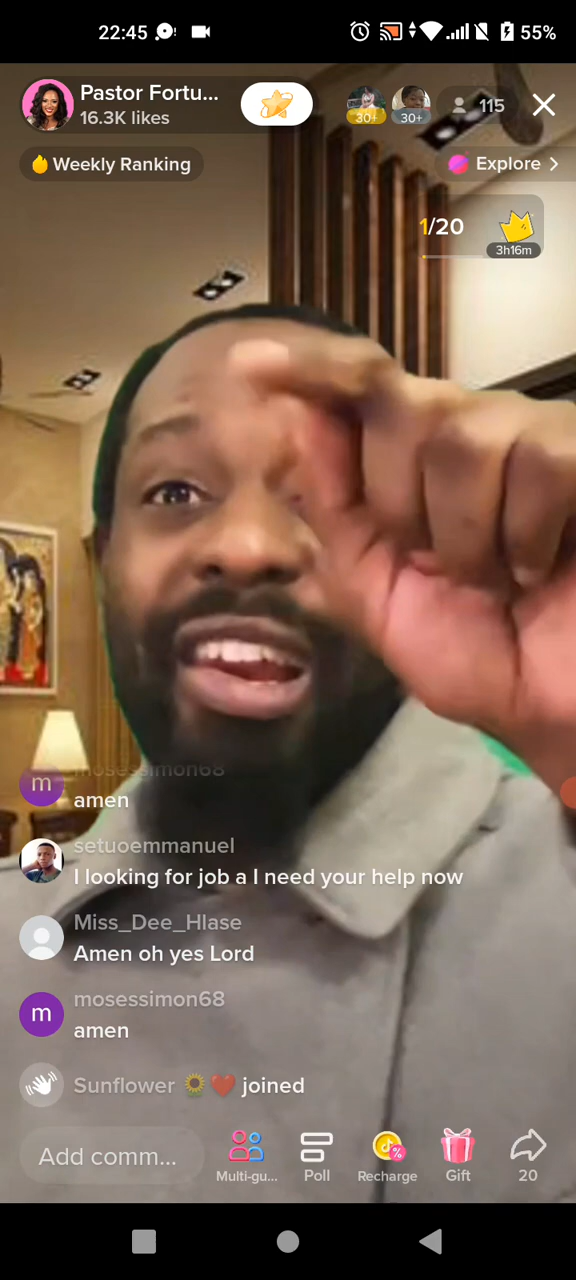 22:45
55%
Pastor Fortu...
16.3K likes
30+
30+
115
Weekly Ranking
Explore >
1/20
3h16m
mosessimon68
m
amen
setuoemmanuel
I looking for job a I need your help now
Miss_Dee_Hlase
Amen oh yes Lord
mosessimon68
m
amen
Sunflower 🌻❤️ joined
Add comm...
Multi-gu...
Poll
Recharge
Gift
20